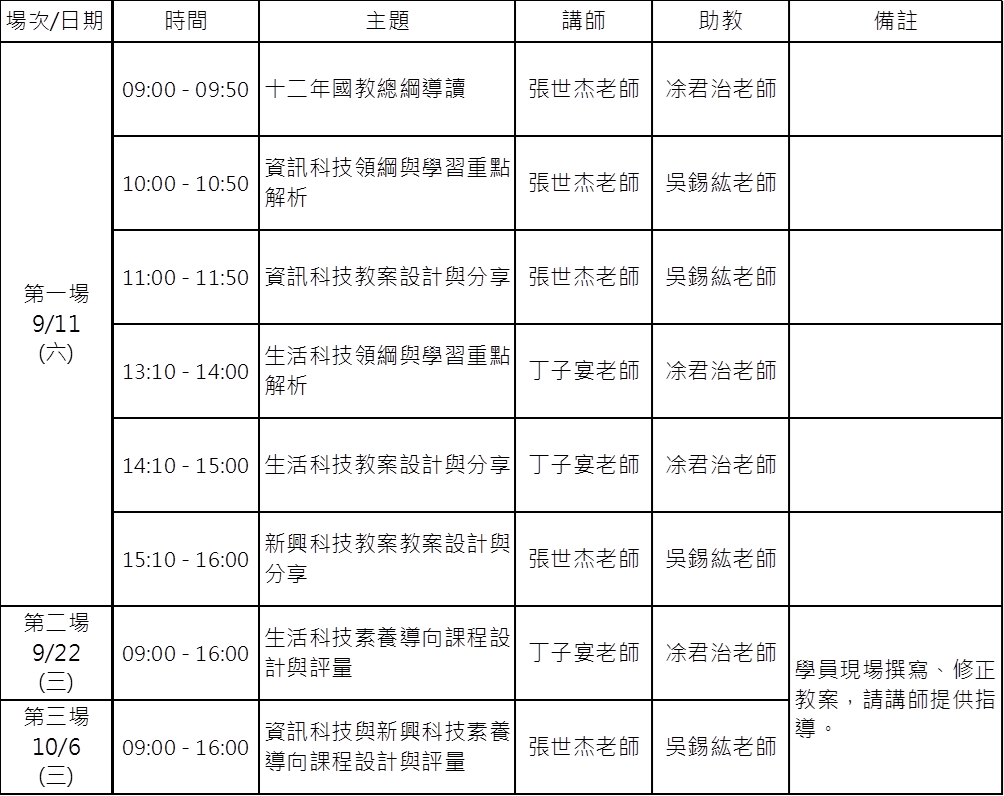 場次/日期 時間 主題 講師 助教 備註
第一場
9/11
(六)
09:00 - 09:50 十二年國教總綱導讀 張世杰老師 凃君治老師
10:00 - 10:50 資訊科技領綱與學習重點
解析 張世杰老師 吳錫紘老師
11:00 - 11:50 資訊科技教案設計與分享 張世杰老師 吳錫紘老師
13:10 - 14:00 生活科技領綱與學習重點
解析 丁子宴老師 凃君治老師
14:10 - 15:00 生活科技教案設計與分享 丁子宴老師 凃君治老師
15:10 - 16:00 新興科技教案教案設計與
分享 張世杰老師 吳錫紘老師
第二場
9/22
(三)
09:00 - 16:00 生活科技素養導向課程設
計與評量 丁子宴老師 凃君治老師
學員現場撰寫、修正
教案，請講師提供指
導。
第三場
10/6
(三)
09:00 - 16:00 資訊科技與新興科技素養
導向課程設計與評量 張世杰老師 吳錫紘老師